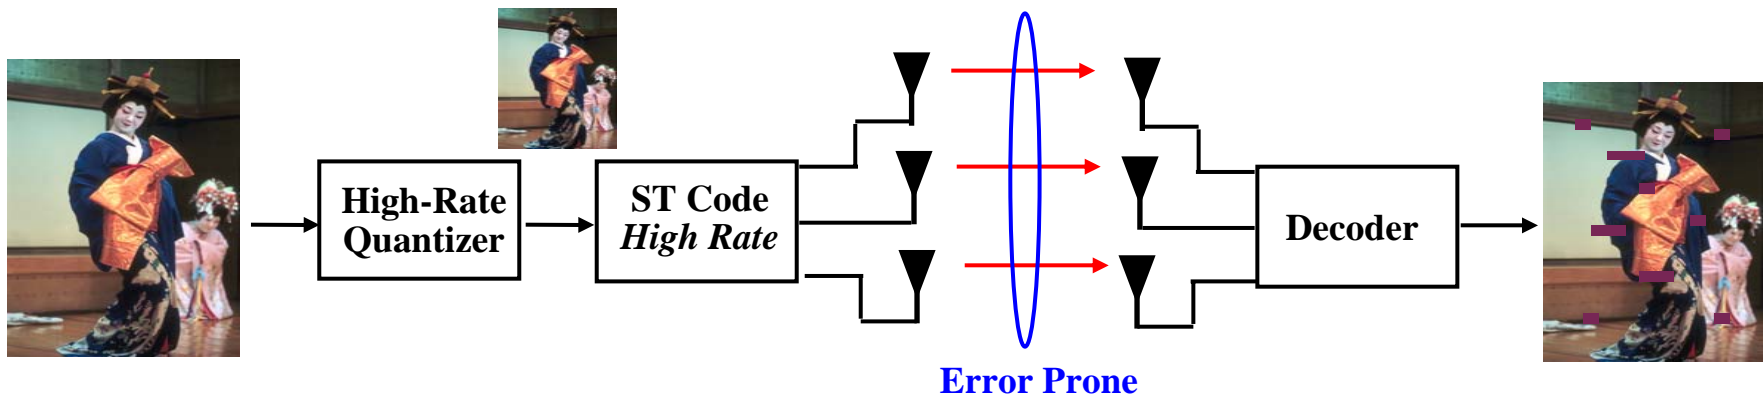 High-Rate
Quantizer
ST Code
High Rate
Decoder
Error Prone